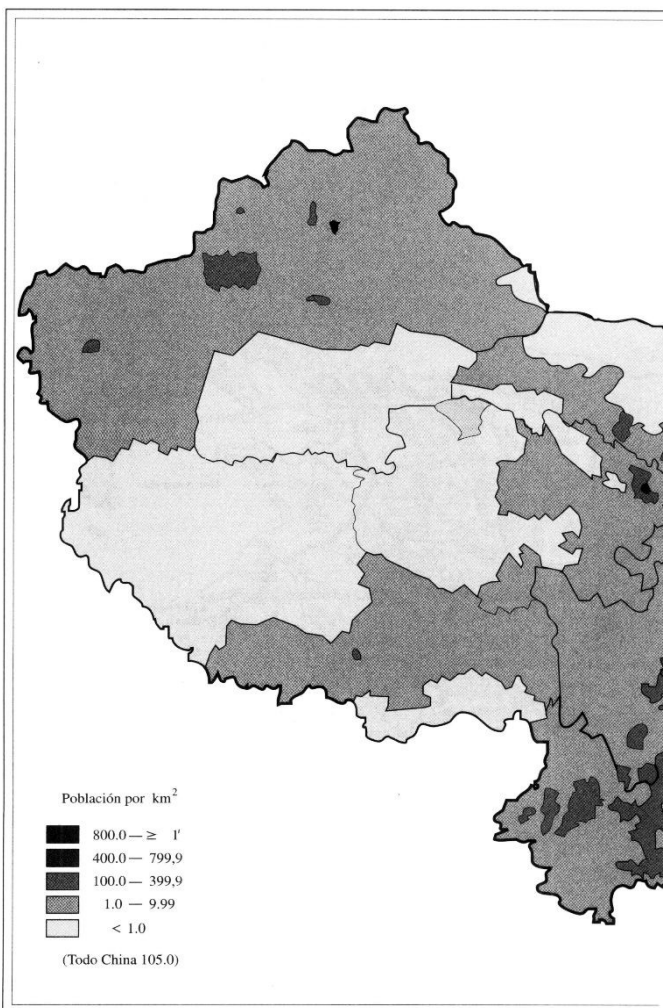 Población por km²
800.0 — ≥ 1'
400.0 — 799,9
100.0 — 399,9
1.0 — 9.99
< 1.0
(Todo China 105.0)